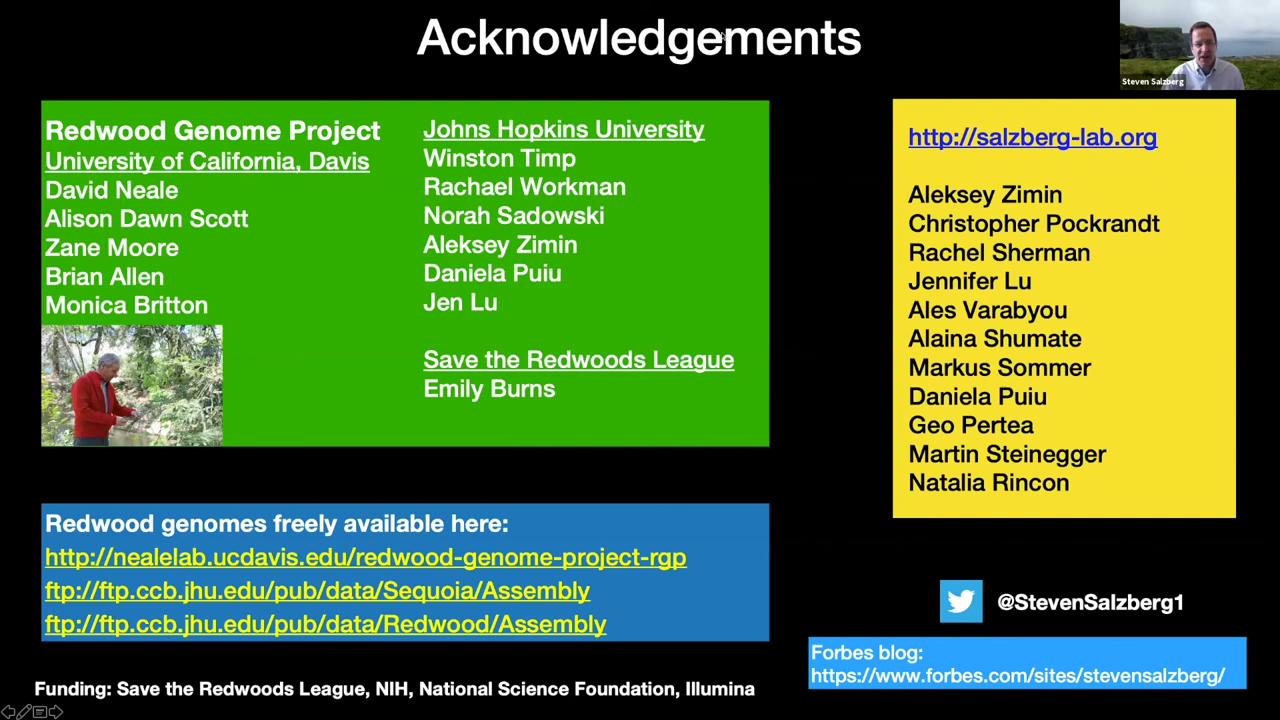 Acknowledgements
Steven Salzberg
Redwood Genome Project
University of California, Davis
David Neale
Alison Dawn Scott
Zane Moore
Brian Allen
Monica Britton
Johns Hopkins University
Winston Timp
Rachael Workman
Norah Sadowski
Aleksey Zimin
Daniela Puiu
Jen Lu
Save the Redwoods League
Emily Burns
http://salzberg-lab.org
Aleksey Zimin
Christopher Pockrandt
Rachel Sherman
Jennifer Lu
Ales Varabyou
Alaina Shumate
Markus Sommer
Daniela Puiu
Geo Pertea
Martin Steinegger
Natalia Rincon
Redwood genomes freely available here:
http://nealelab.ucdavis.edu/redwood-genome-project-rgp
ftp://ftp.ccb.jhu.edu/pub/data/Sequoia/Assembly
ftp://ftp.ccb.jhu.edu/pub/data/Redwood/Assembly
@StevenSalzberg1
Forbes blog:
https://www.forbes.com/sites/stevensalzberg/
Funding: Save the Redwoods League, NIH, National Science Foundation, Illumina